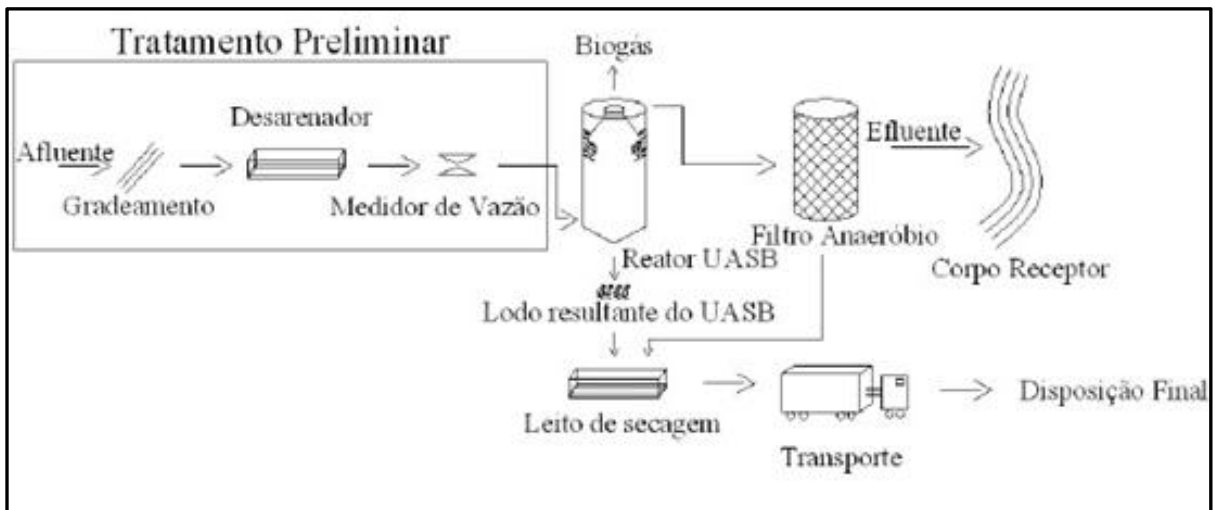 Tratamento Preliminar
Biogás
Desarenador
Afluente
Efluente
Gradeamento
Medidor de Vazão
Filtro Anaeróbio
Reator UASB
Corpo Receptor
Lodo resultante do UASB
Leito de secagem
Transporte
Disposição Final